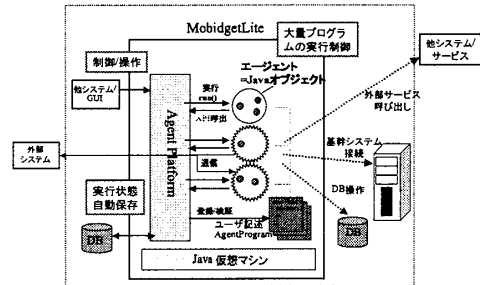 MobidgetLite
大量プログラ
ムの実行制御
制御/操作
他システム/
GUI
実行
run()
API呼出
エージェント
=Javaオブジェクト
他システム/
サービス
外部サービス
呼び出し
Agent Platform
外部
システム
通信
基幹システム
接続
実行状態
自動保存
DB操作
登録/検証
ユーザ記述
AgentProgram
DB
DB
Java 仮想マシン